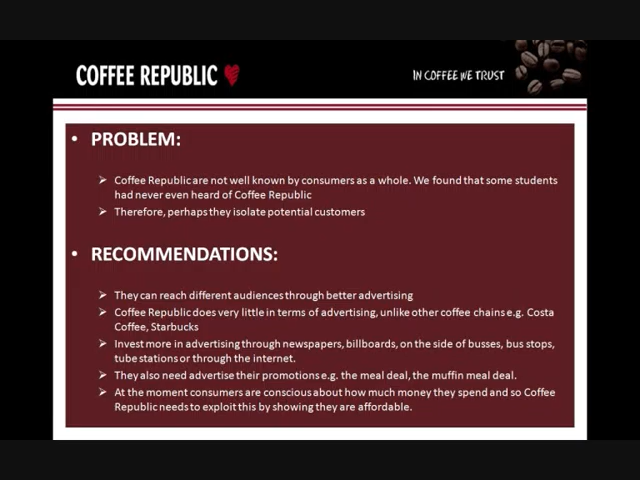 COFFEE REPUBLIC
IN COFFEE WE TRUST
• PROBLEM:
➢ Coffee Republic are not well known by consumers as a whole. We found that some students
had never even heard of Coffee Republic
➢ Therefore, perhaps they isolate potential customers
• RECOMMENDATIONS:
➢ They can reach different audiences through better advertising
➢ Coffee Republic does very little in terms of advertising, unlike other coffee chains e.g. Costa
Coffee, Starbucks
➢ Invest more in advertising through newspapers, billboards, on the side of busses, bus stops,
tube stations or through the internet.
➢ They also need advertise their promotions e.g. the meal deal, the muffin meal deal.
➢ At the moment consumers are conscious about how much money they spend and so Coffee
Republic needs to exploit this by showing they are affordable.